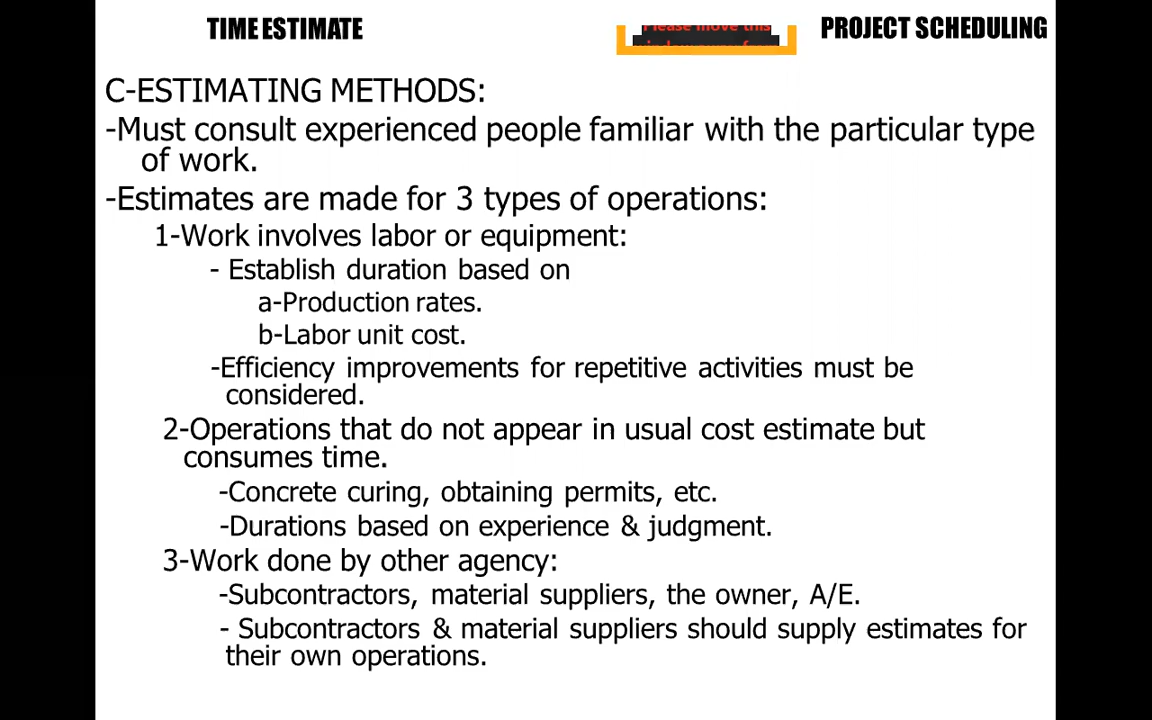 TIME ESTIMATE
Please move this
PROJECT SCHEDULING
C-ESTIMATING METHODS:
-Must consult experienced people familiar with the particular type
of work.
-Estimates are made for 3 types of operations:
1-Work involves labor or equipment:
- Establish duration based on
a-Production rates.
b-Labor unit cost.
-Efficiency improvements for repetitive activities must be
considered.
2-Operations that do not appear in usual cost estimate but
consumes time.
-Concrete curing, obtaining permits, etc.
-Durations based on experience & judgment.
3-Work done by other agency:
-Subcontractors, material suppliers, the owner, A/E.
- Subcontractors & material suppliers should supply estimates for
their own operations.